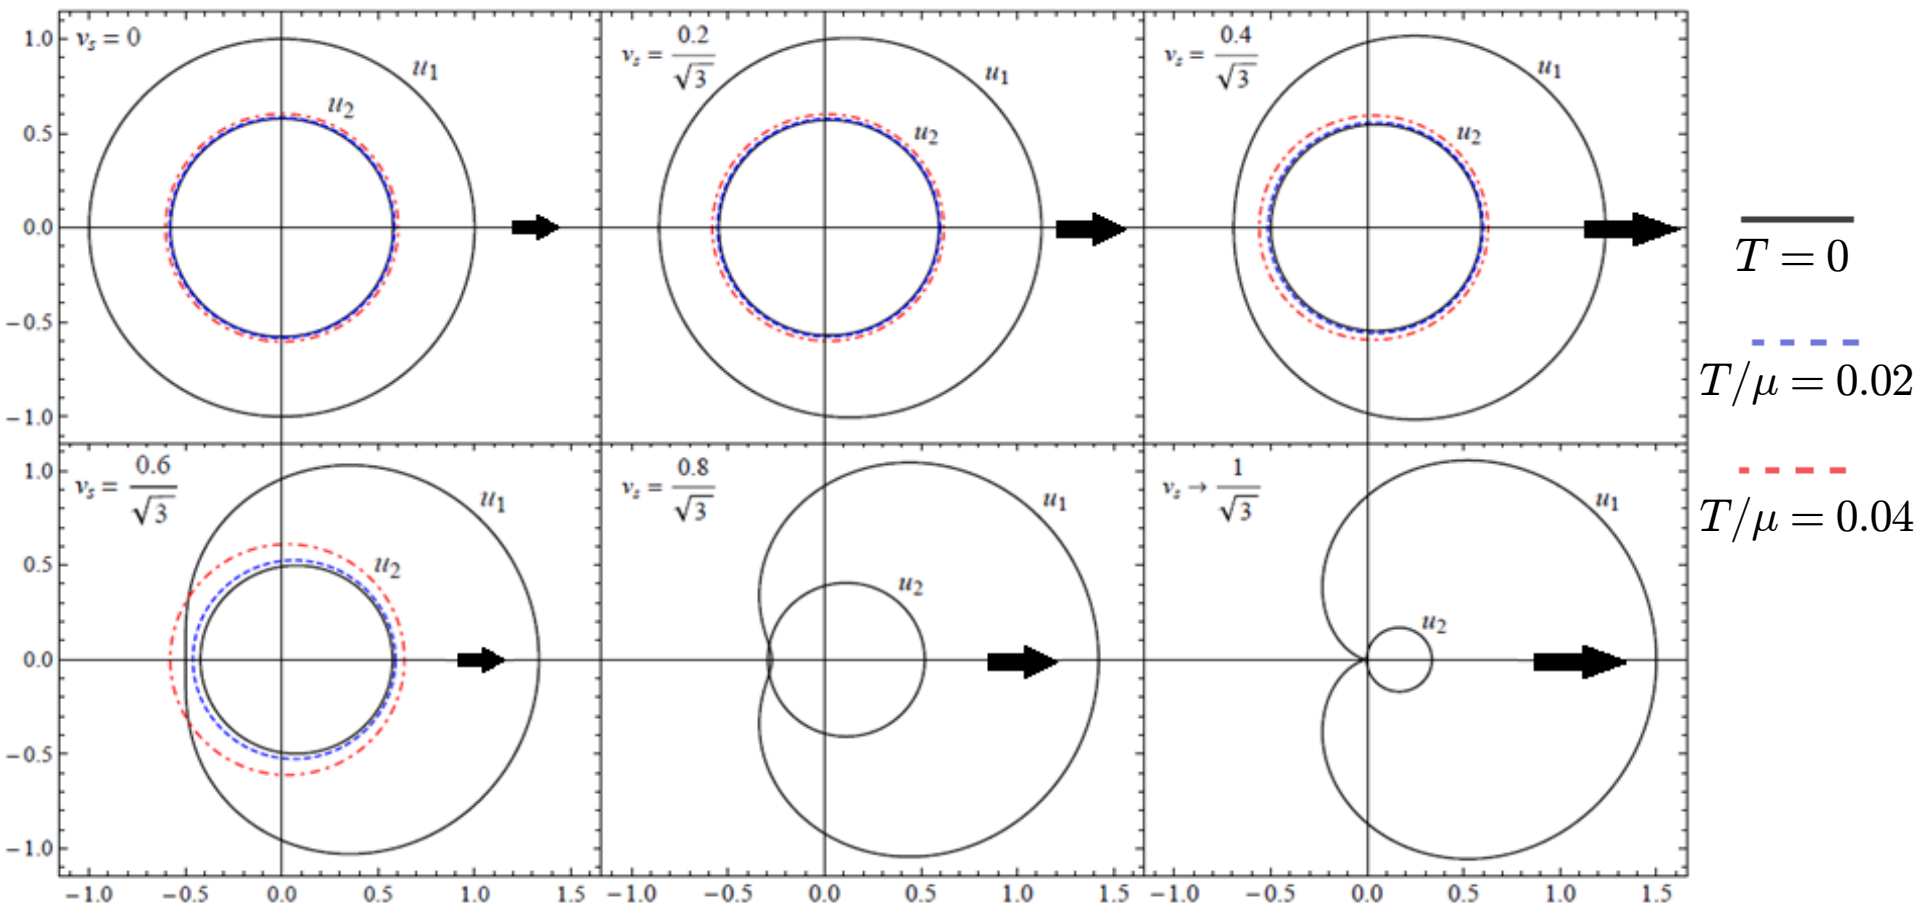 v_s = 0
u_1
u_2
v_s = 0.2/√3
u_1
u_2
v_s = 0.4/√3
u_1
u_2
1.0
0.5
0.0
−0.5
−1.0
v_s = 0.6/√3
u_1
u_2
v_s = 0.8/√3
u_1
u_2
v_s → 1/√3
u_1
u_2
1.0
0.5
0.0
−0.5
−1.0
−1.0 −0.5 0.0 0.5 1.0 1.5
−1.0 −0.5 0.0 0.5 1.0
−1.0 −0.5 0.0 0.5 1.0 1.5
T = 0
T/μ = 0.02
T/μ = 0.04